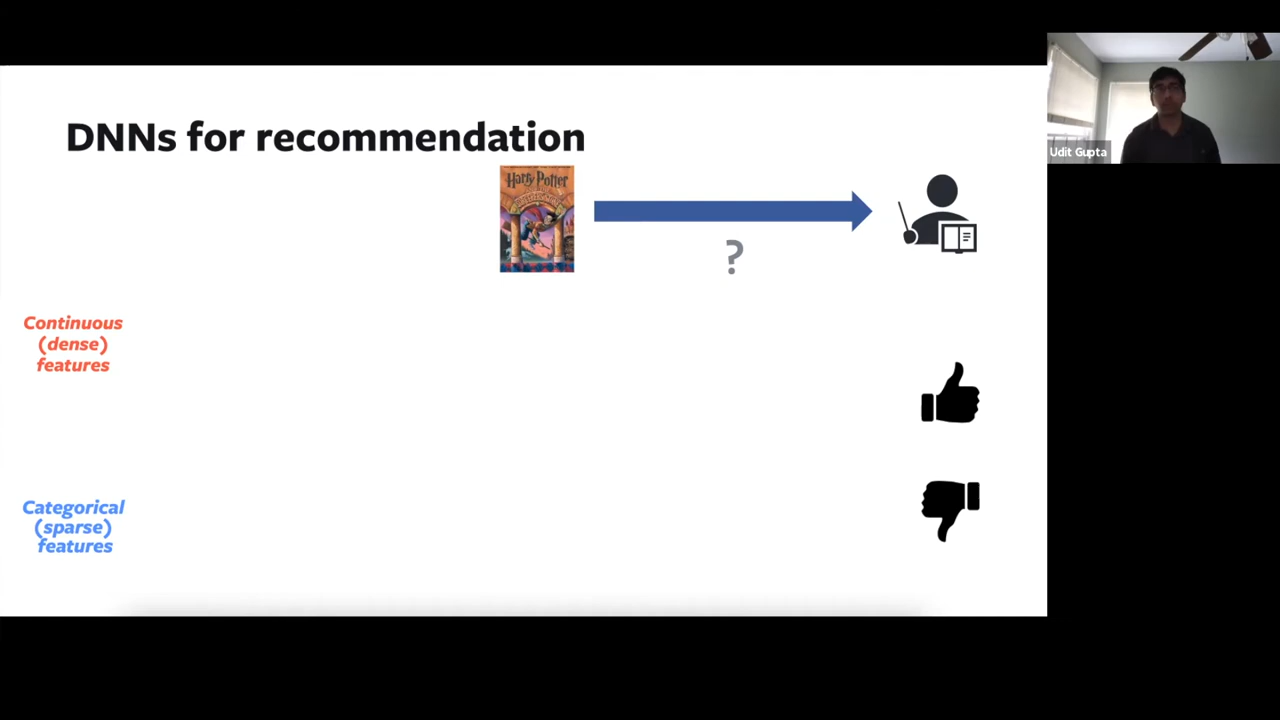 DNNs for recommendation
Harry Potter
?
Continuous
(dense)
features
Categorical
(sparse)
features
Udit Gupta